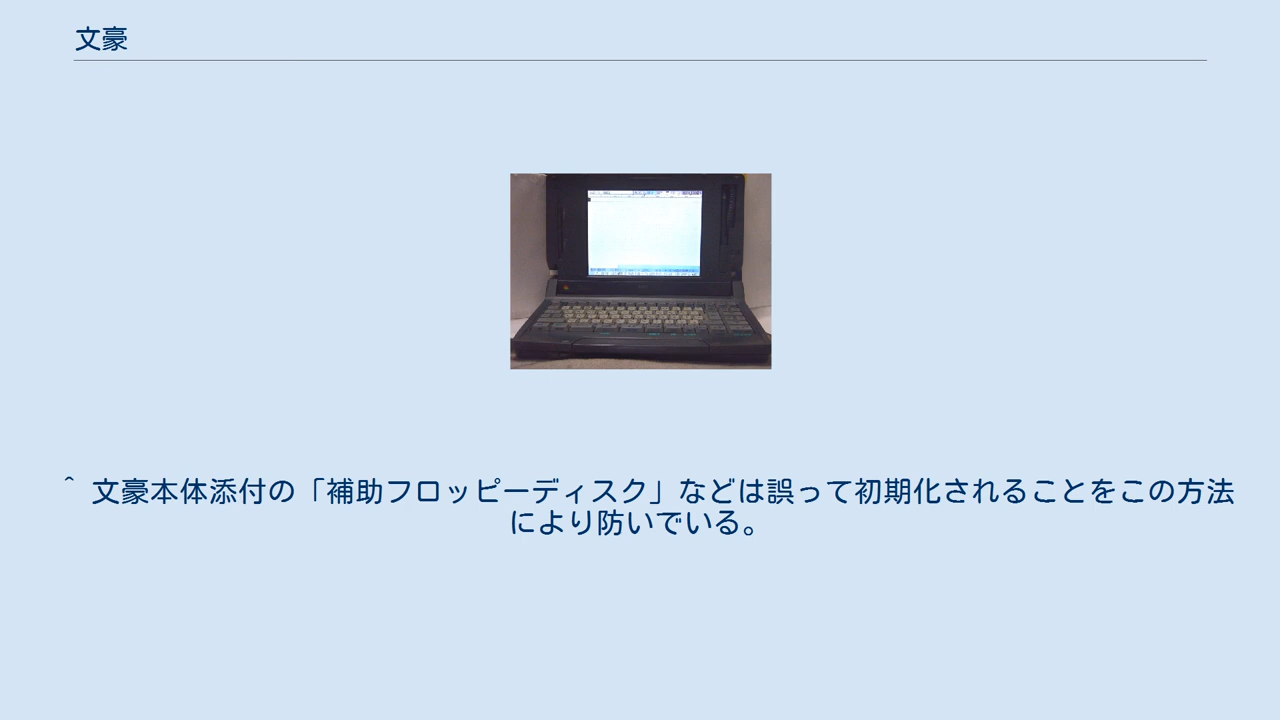 文豪
^ 文豪本体添付の「補助フロッピーディスク」などは誤って初期化されることをこの方法
により防いでいる。